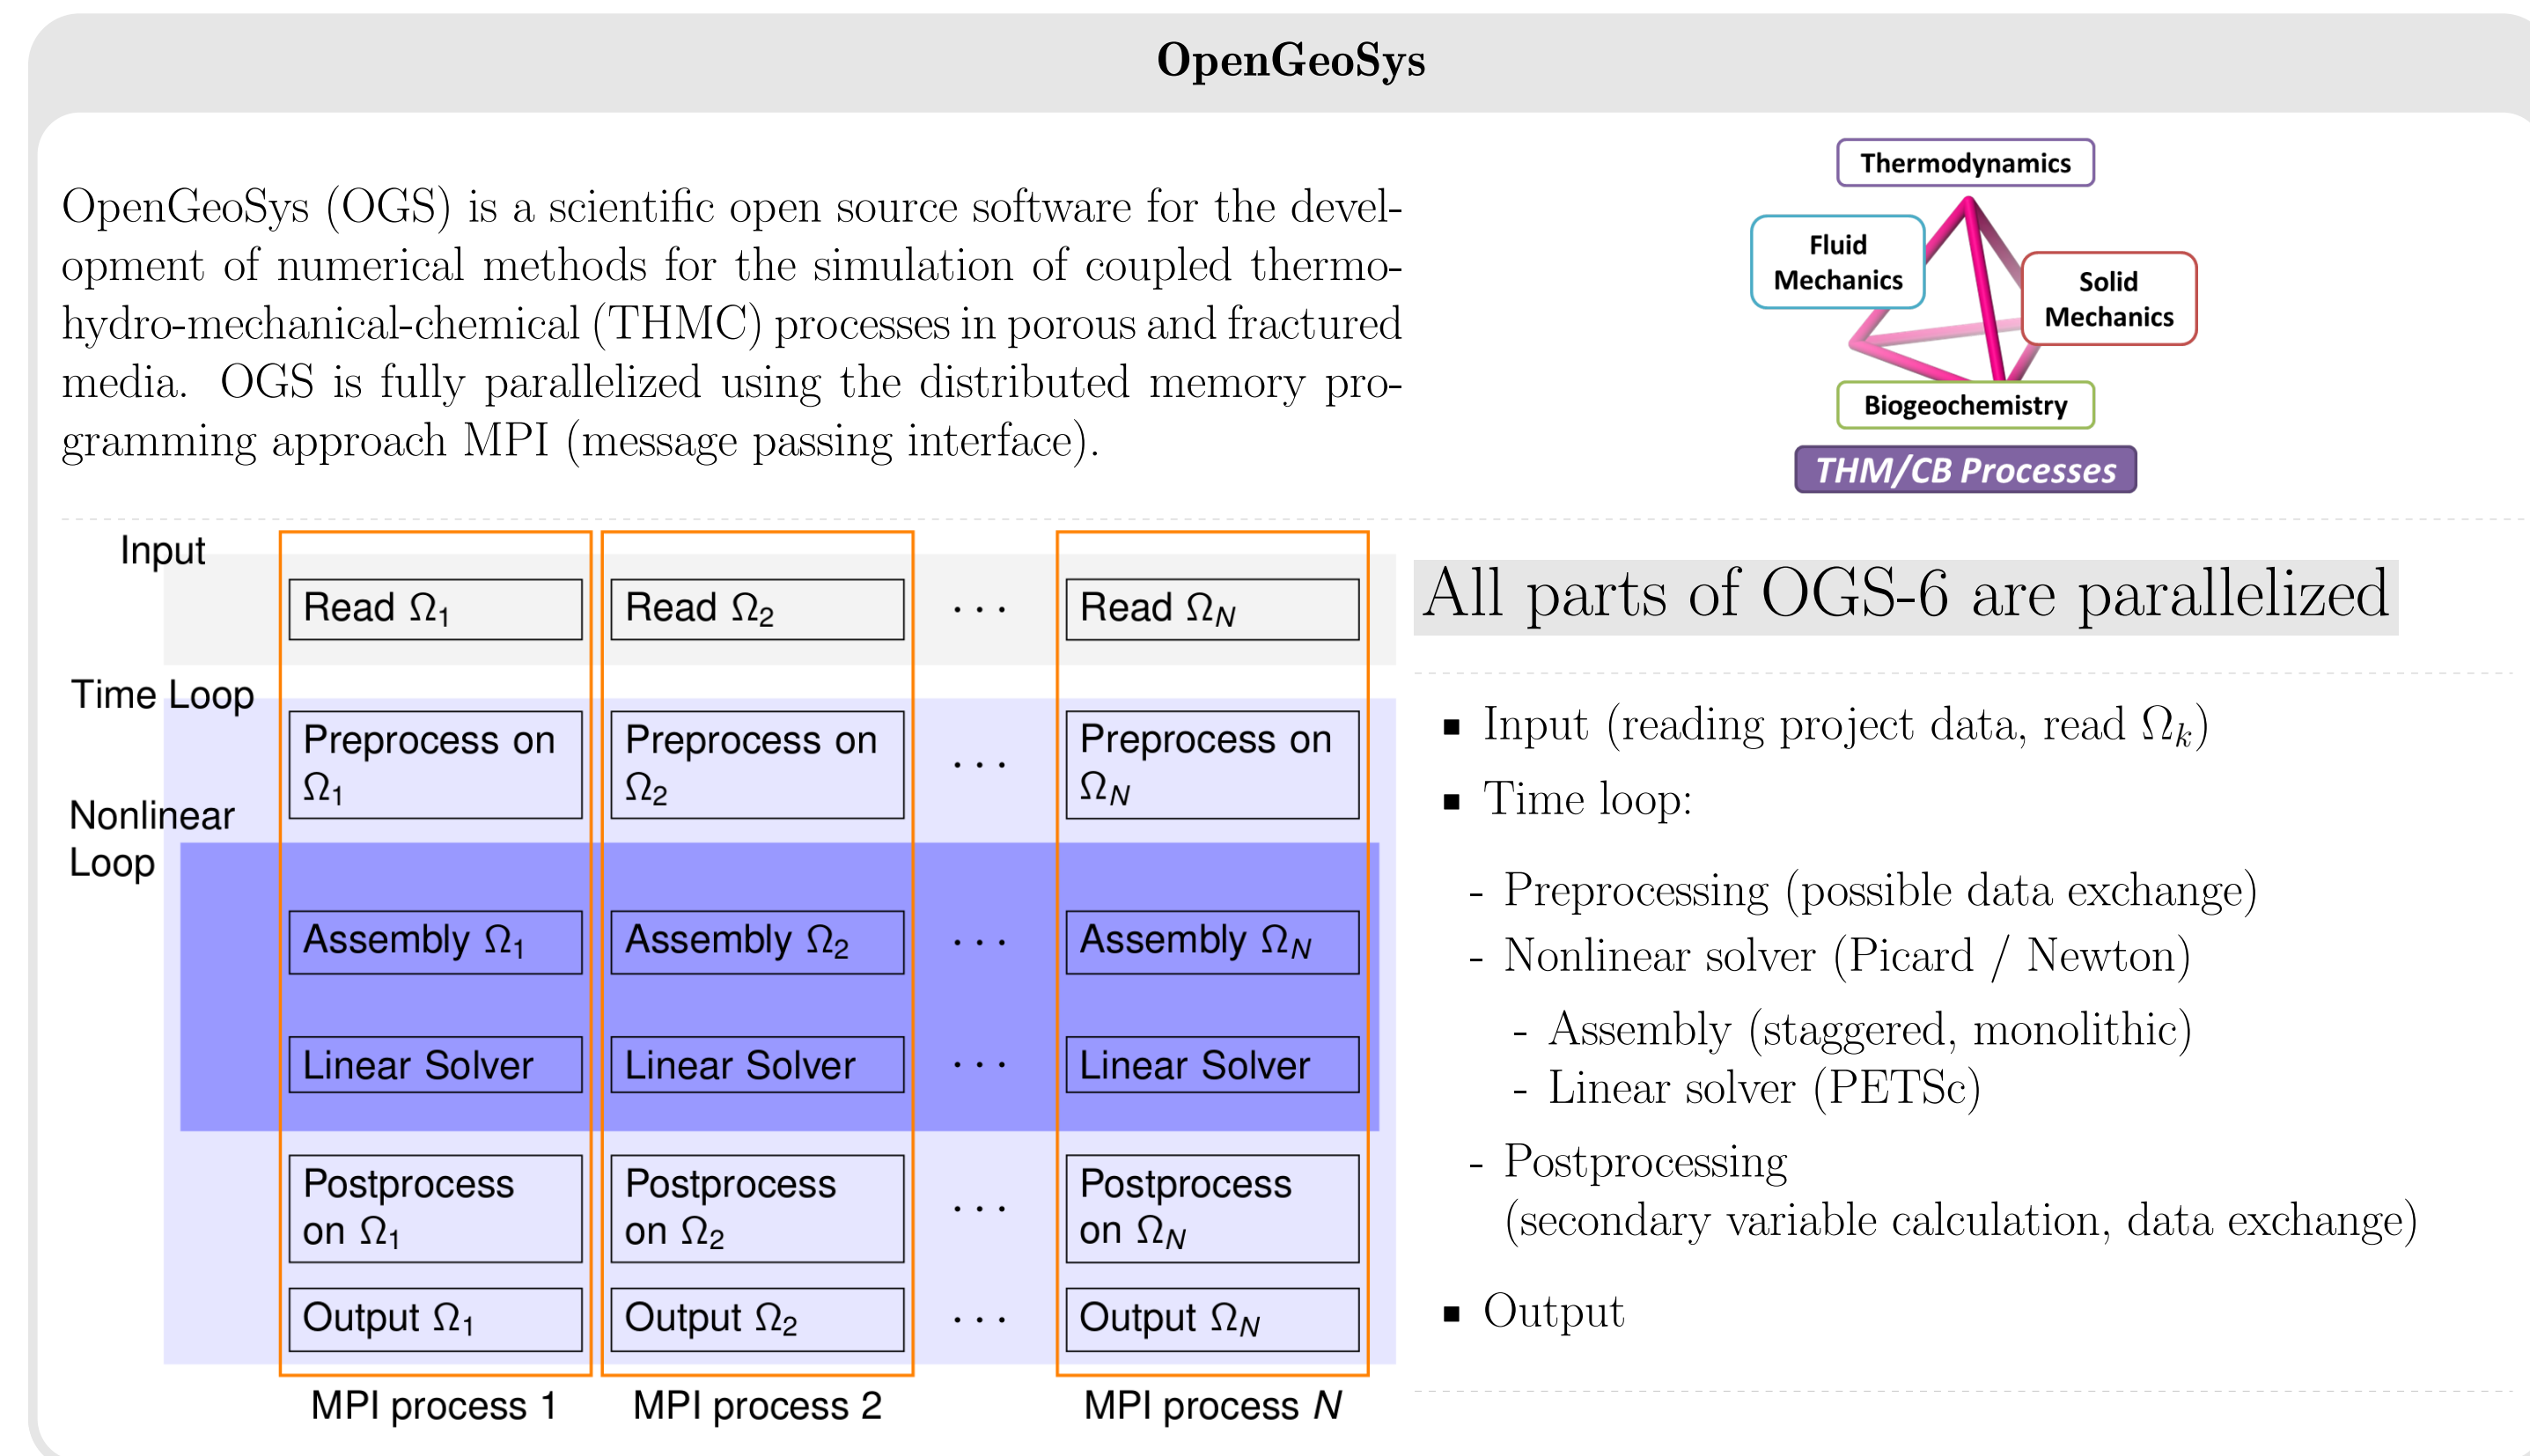 OpenGeoSys
OpenGeoSys (OGS) is a scientific open source software for the devel-
opment of numerical methods for the simulation of coupled thermo-
hydro-mechanical-chemical (THMC) processes in porous and fractured
media. OGS is fully parallelized using the distributed memory pro-
gramming approach MPI (message passing interface).
Thermodynamics
Fluid
Mechanics
Solid
Mechanics
Biogeochemistry
THM/CB Processes
Input
Read Ω₁
Read Ω₂
···
Read Ω_N
Time Loop
Preprocess on
Ω₁
Preprocess on
Ω₂
···
Preprocess on
Ω_N
Nonlinear
Loop
Assembly Ω₁
Assembly Ω₂
···
Assembly Ω_N
Linear Solver
Linear Solver
···
Linear Solver
Postprocess
on Ω₁
Postprocess
on Ω₂
···
Postprocess
on Ω_N
Output Ω₁
Output Ω₂
···
Output Ω_N
MPI process 1
MPI process 2
MPI process N
All parts of OGS-6 are parallelized
■ Input (reading project data, read Ω_k)
■ Time loop:
- Preprocessing (possible data exchange)
- Nonlinear solver (Picard / Newton)
- Assembly (staggered, monolithic)
- Linear solver (PETSc)
- Postprocessing
(secondary variable calculation, data exchange)
■ Output